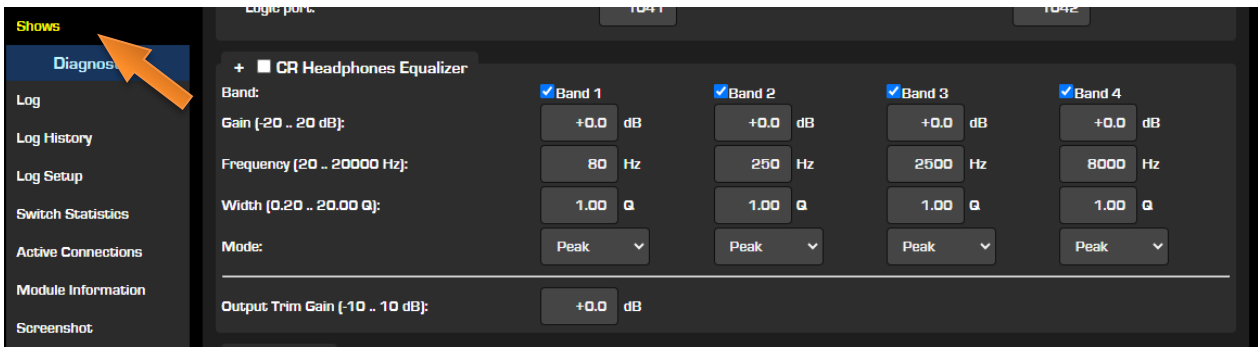 Shows
Log
Log History
Log Setup
Switch Statistics
Active Connections
Module Information
Screenshot
Logic port: 1041 1042
+ CR Headphones Equalizer
Band: Band 1 Band 2 Band 3 Band 4
Gain (-20 .. 20 dB): +0.0 dB +0.0 dB +0.0 dB +0.0 dB
Frequency (20 .. 20000 Hz): 80 Hz 250 Hz 2500 Hz 8000 Hz
Width (0.20 .. 20.00 Q): 1.00 Q 1.00 Q 1.00 Q 1.00 Q
Mode: Peak Peak Peak Peak
Output Trim Gain (-10 .. 10 dB): +0.0 dB